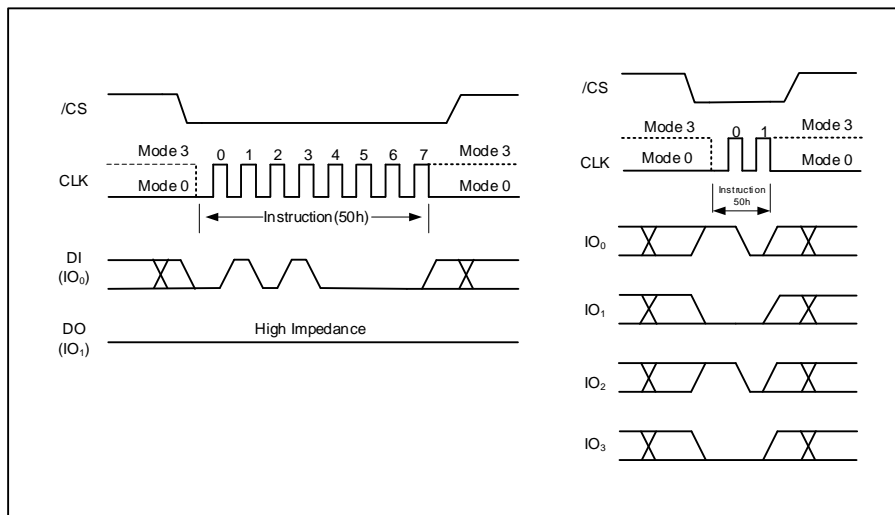 /CS
Mode 3
0 1 2 3 4 5 6 7
Mode 3
CLK
Mode 0
Mode 0
Instruction (50h)
DI
(IO0)
High Impedance
DO
(IO1)
/CS
Mode 3
0 1
Mode 3
CLK
Mode 0
Mode 0
Instruction
50h
IO0
IO1
IO2
IO3